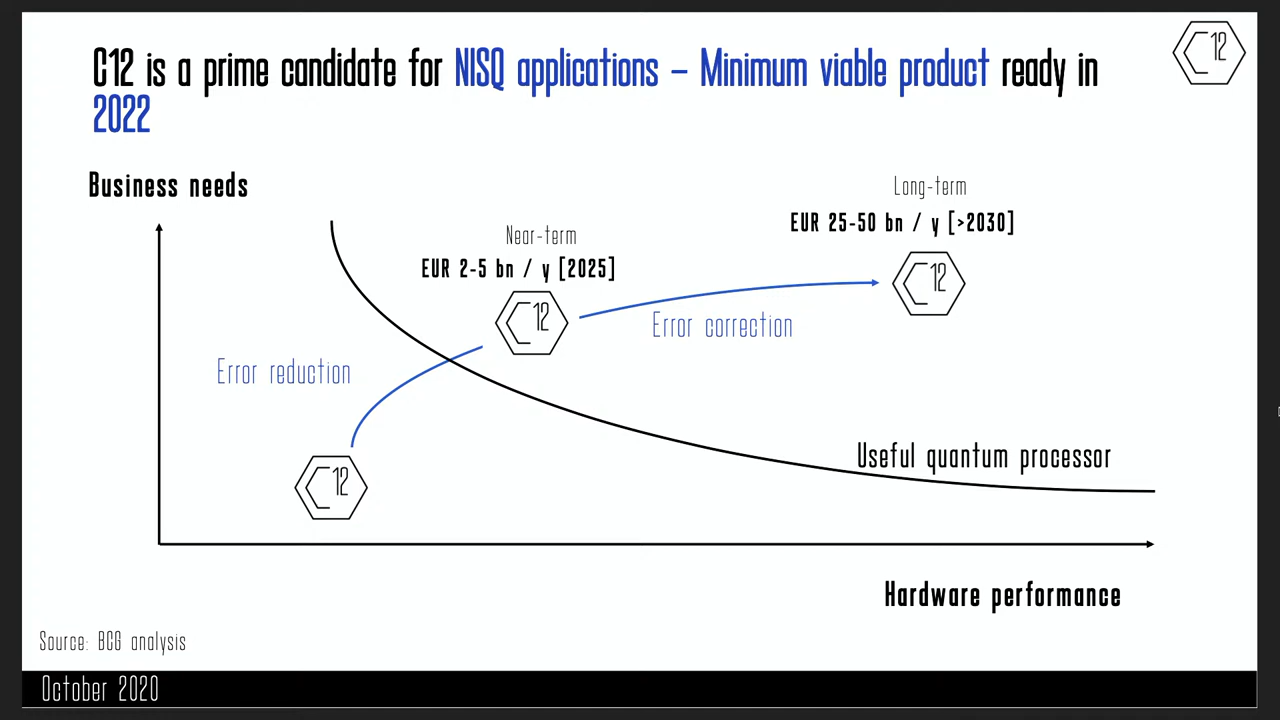 C12 is a prime candidate for NISQ applications – Minimum viable product ready in
2022
C12
Business needs
Long-term
EUR 25-50 bn / y [>2030]
C12
Near-term
EUR 2-5 bn / y [2025]
C12
Error correction
Error reduction
C12
Useful quantum processor
Hardware performance
Source: BCG analysis
October 2020